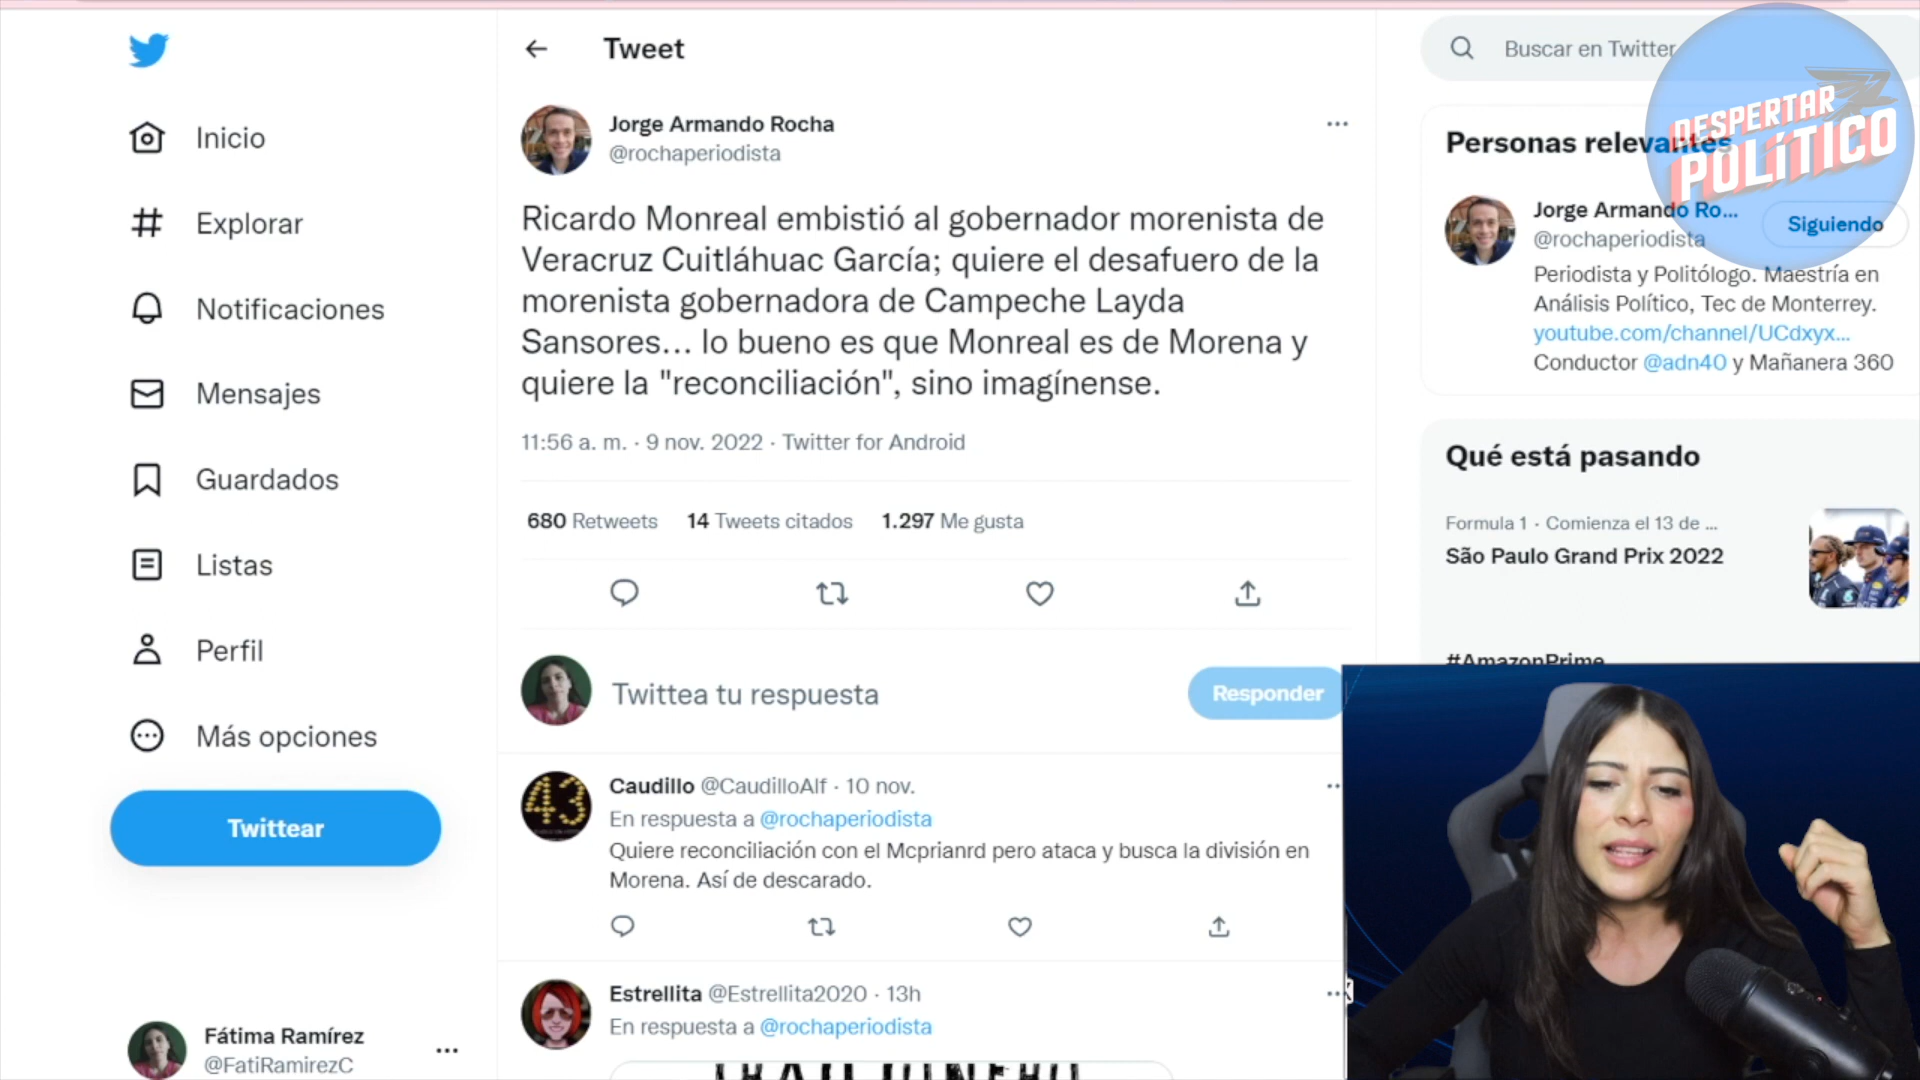 Tweet
Buscar en Twitter
DESPERTAR
POLÍTICO
Inicio
Explorar
Notificaciones
Mensajes
Guardados
Listas
Perfil
Más opciones
Twittear
Fátima Ramírez
@FatiRamirezC
Jorge Armando Rocha
@rochaperiodista
Ricardo Monreal embistió al gobernador morenista de
Veracruz Cuitláhuac García; quiere el desafuero de la
morenista gobernadora de Campeche Layda
Sansores... lo bueno es que Monreal es de Morena y
quiere la "reconciliación", sino imagínense.
11:56 a. m. · 9 nov. 2022 · Twitter for Android
680 Retweets 14 Tweets citados 1.297 Me gusta
Twittea tu respuesta
Responder
43
Caudillo @CaudilloAlf · 10 nov.
En respuesta a @rochaperiodista
Quiere reconciliación con el Mcprianrd pero ataca y busca la división en
Morena. Así de descarado.
Estrellita @Estrellita2020 · 13h
En respuesta a @rochaperiodista
Personas relevantes
Jorge Armando Ro...
Siguiendo
@rochaperiodista
Periodista y Politólogo. Maestría en
Análisis Político, Tec de Monterrey.
youtube.com/channel/UCdxyx...
Conductor @adn40 y Mañanera 360
Qué está pasando
Formula 1 · Comienza el 13 de ...
São Paulo Grand Prix 2022
#AmazonPrime